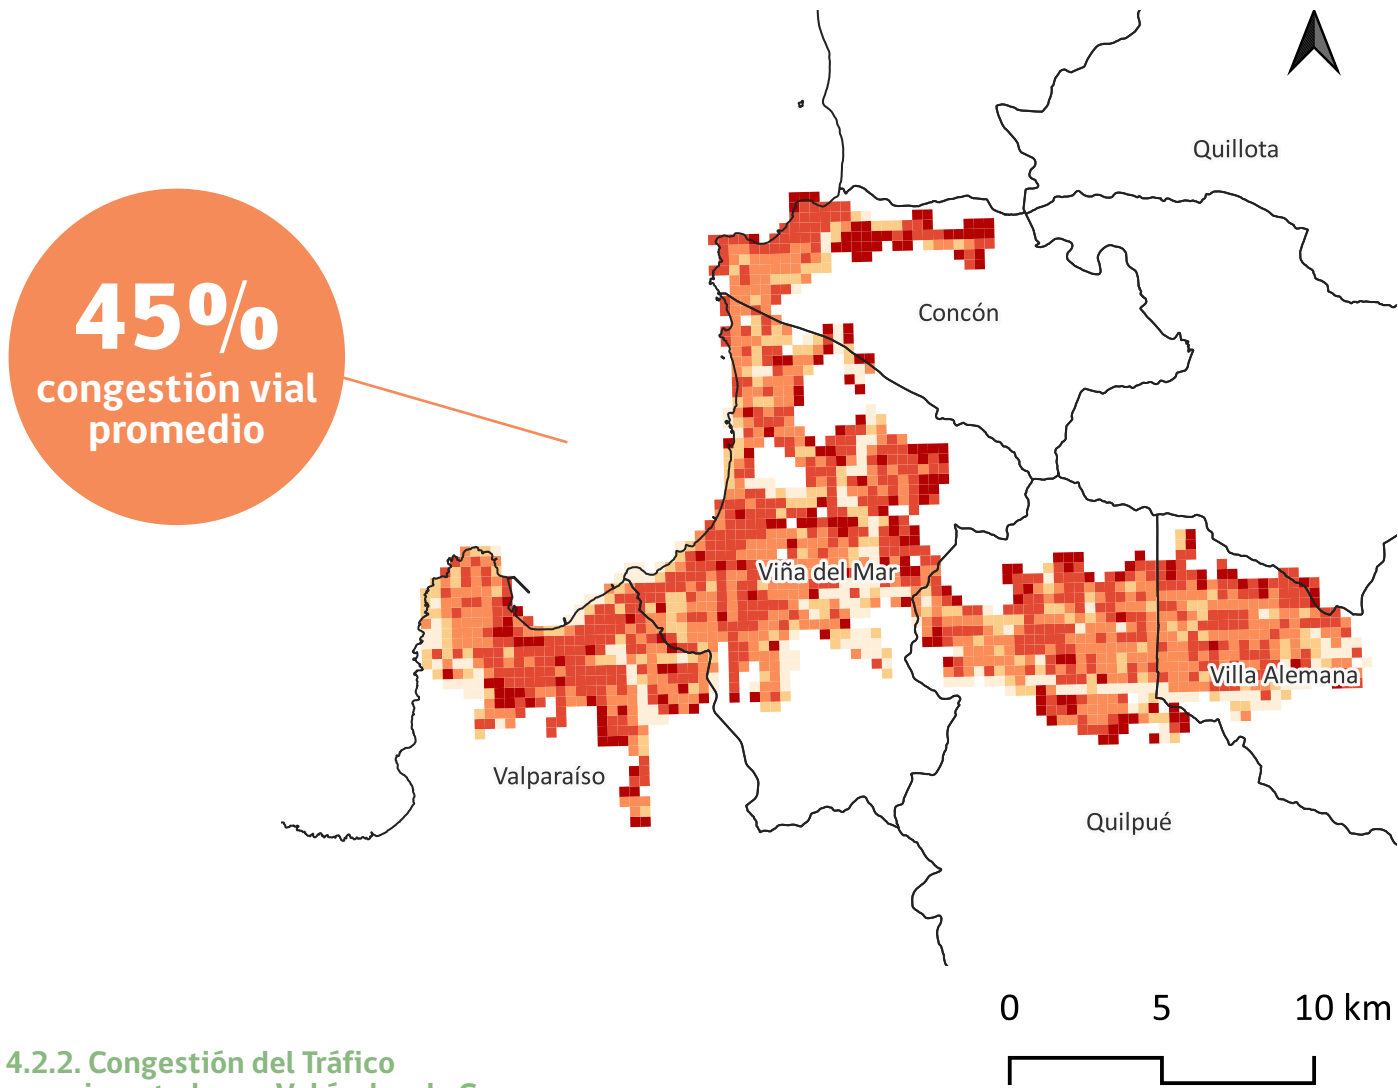 Quillota
45%
congestión vial
promedio
Concón
Viña del Mar
Villa Alemana
Valparaíso
Quilpué
0 5 10 km
4.2.2. Congestión del Tráfico